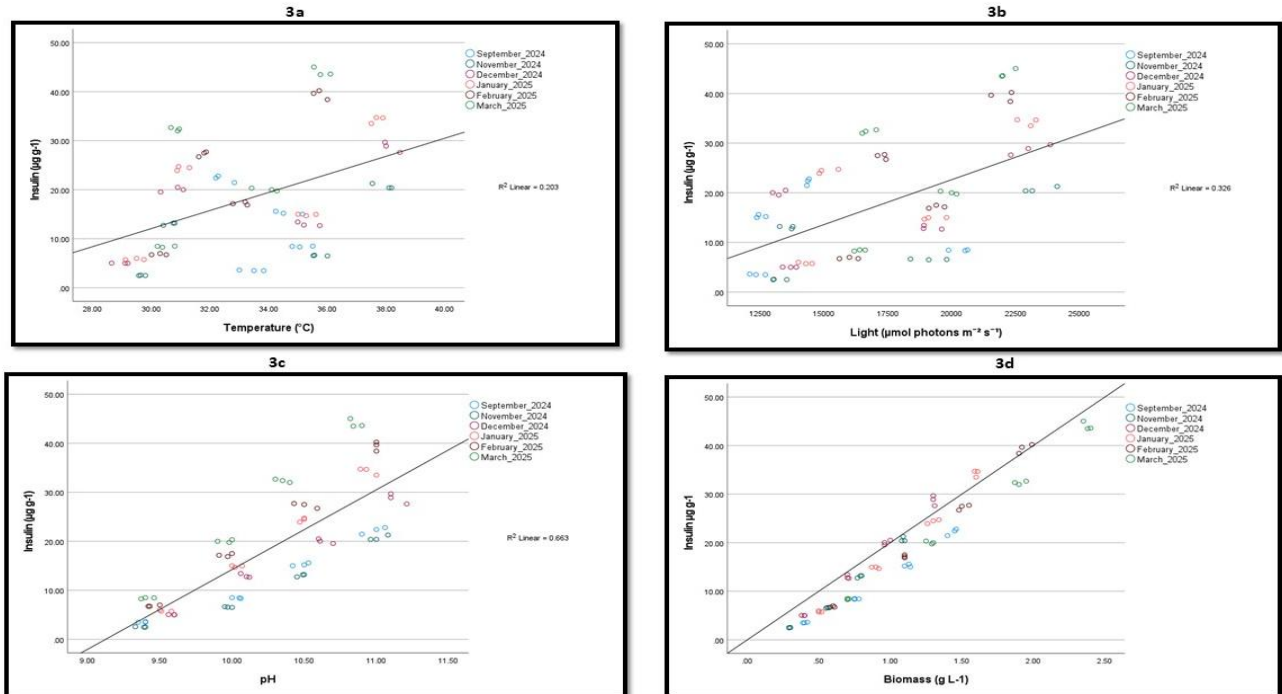 3a
50.00
40.00
30.00
20.00
10.00
.00
Insulin (µg g-1)
28.00 30.00 32.00 34.00 36.00 38.00 40.00
Temperature (°C)
September_2024
November_2024
December_2024
January_2025
February_2025
March_2025
R² Linear = 0.203
3b
50.00
40.00
30.00
20.00
10.00
.00
Insulin (µg g-1)
12500 15000 17500 20000 22500 25000
Light (µmol photons m⁻² s⁻¹)
September_2024
November_2024
December_2024
January_2025
February_2025
March_2025
R² Linear = 0.326
3c
50.00
40.00
30.00
20.00
10.00
.00
Insulin µg g-1)
9.00 9.50 10.00 10.50 11.00 11.50
pH
September_2024
November_2024
December_2024
January_2025
February_2025
March_2025
R² Linear = 0.663
3d
50.00
40.00
30.00
20.00
10.00
.00
Insulin µg g-1)
.00 .50 1.00 1.50 2.00 2.50
Biomass (g L-1)
September_2024
November_2024
December_2024
January_2025
February_2025
March_2025